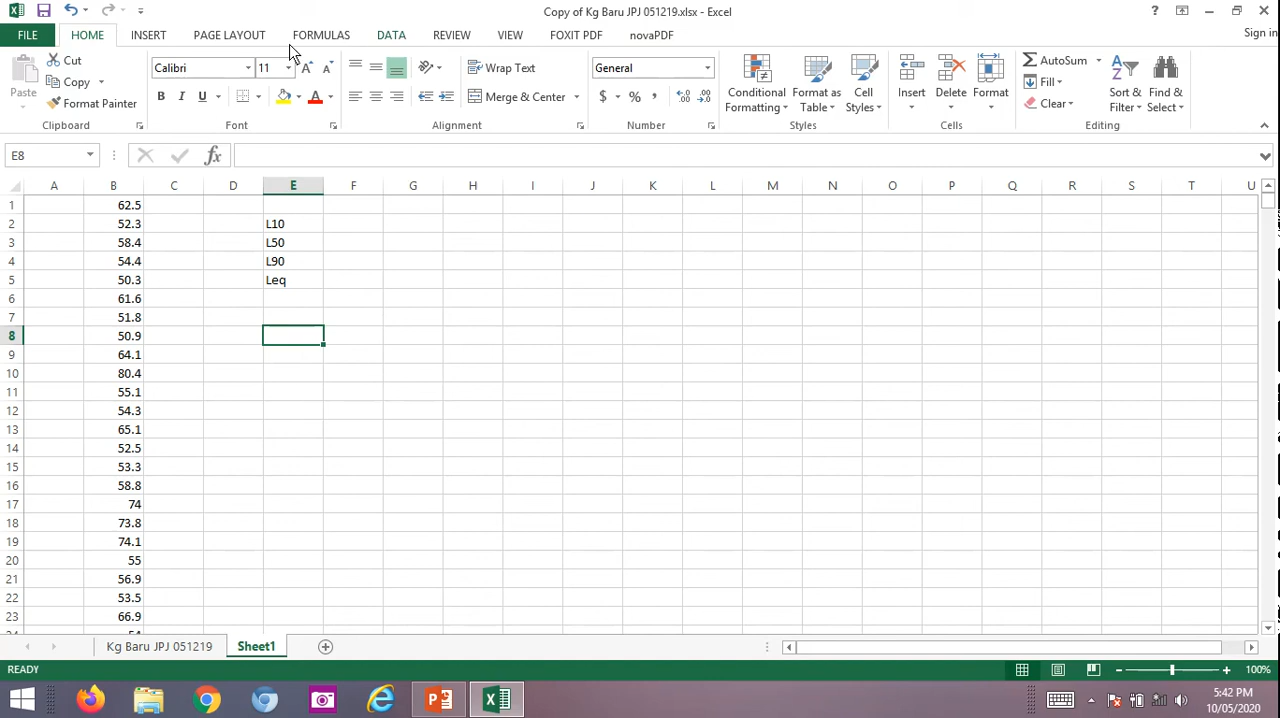 Copy of Kg Baru JPJ 051219.xlsx - Excel
?
FILE HOME INSERT PAGE LAYOUT FORMULAS DATA REVIEW VIEW FOXIT PDF novaPDF Sign in
Paste Cut Copy Format Painter
Calibri 11
B I U
Wrap Text
Merge & Center
General
$ % ,
Conditional Formatting Format as Table Cell Styles
Insert Delete Format
AutoSum Fill Clear
Sort & Filter Find & Select
Clipboard Font Alignment Number Styles Cells Editing
E8 fx
A B C D E F G H I J K L M N O P Q R S T U
1 62.5
2 52.3 L10
3 58.4 L50
4 54.4 L90
5 50.3 Leq
6 61.6
7 51.8
8 50.9
9 64.1
10 80.4
11 55.1
12 54.3
13 65.1
14 52.5
15 53.3
16 58.8
17 74
18 73.8
19 74.1
20 55
21 56.9
22 53.5
23 66.9
Kg Baru JPJ 051219 Sheet1
READY 100%
5:42 PM
10/05/2020